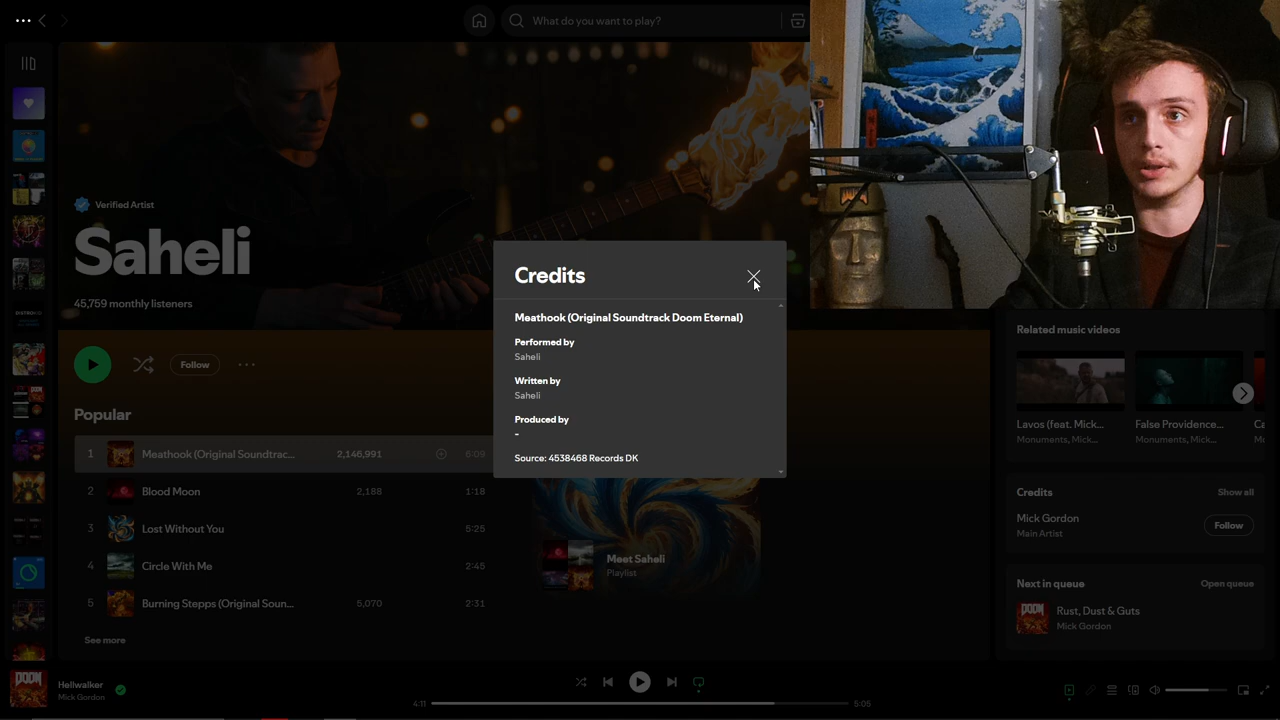 What do you want to play?
Verified Artist
Saheli
45,759 monthly listeners
Follow
Popular
1 Meathook (Original Soundtrac... 2,146,991 6:09
2 Blood Moon 2,188 1:18
3 Lost Without You 5:25
4 Circle With Me 2:45
5 Burning Stepps (Original Soun... 5,070 2:31
See more
Credits
Meathook (Original Soundtrack Doom Eternal)
Performed by
Saheli
Written by
Saheli
Produced by
-
Source: 4538468 Records DK
Meet Saheli
Playlist
DOOM
Related music videos
Lavos (feat. Mick...
Monuments, Mick...
False Providence...
Monuments, Mick...
Credits
Show all
Mick Gordon
Main Artist
Follow
Next in queue
Open queue
DOOM
Rust, Dust & Guts
Mick Gordon
DOOM
Hellwalker
Mick Gordon
4:11
5:05